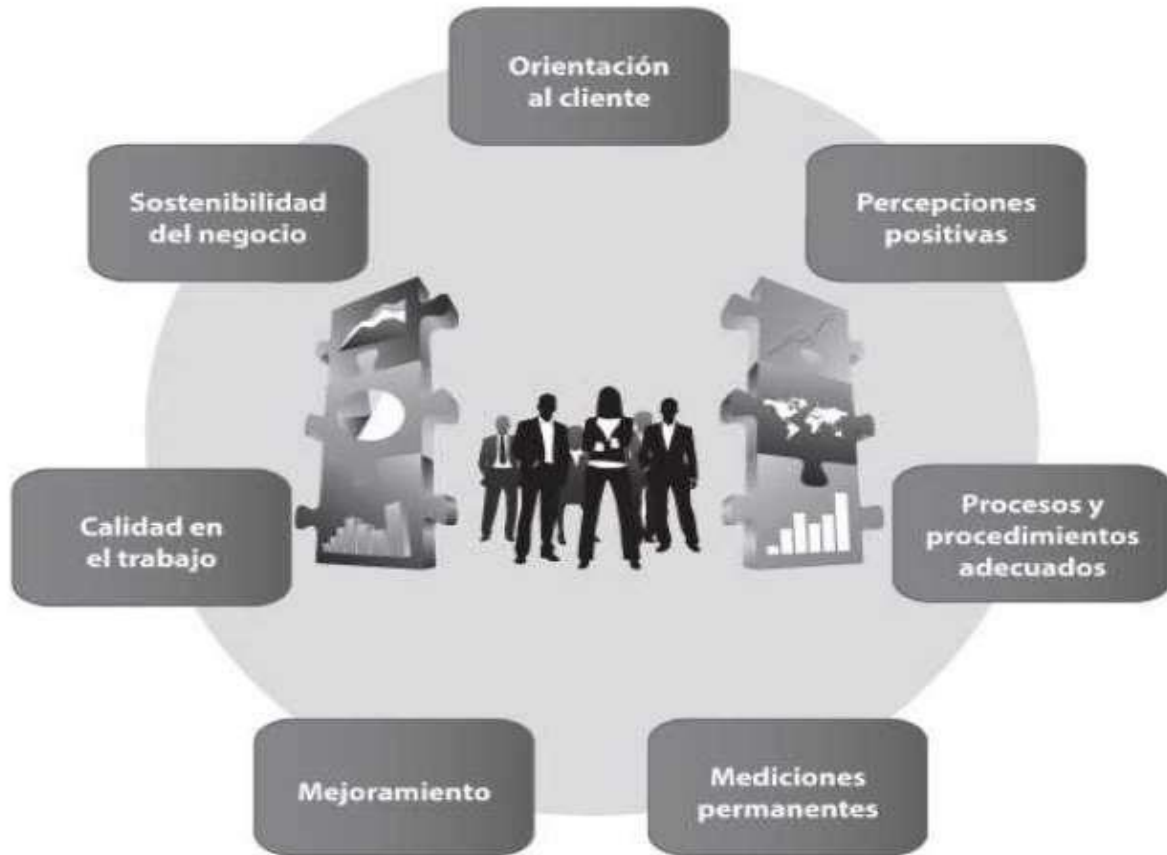 Orientación
al cliente
Percepciones
positivas
Procesos y
procedimientos
adecuados
Mediciones
permanentes
Mejoramiento
Calidad en
el trabajo
Sostenibilidad
del negocio